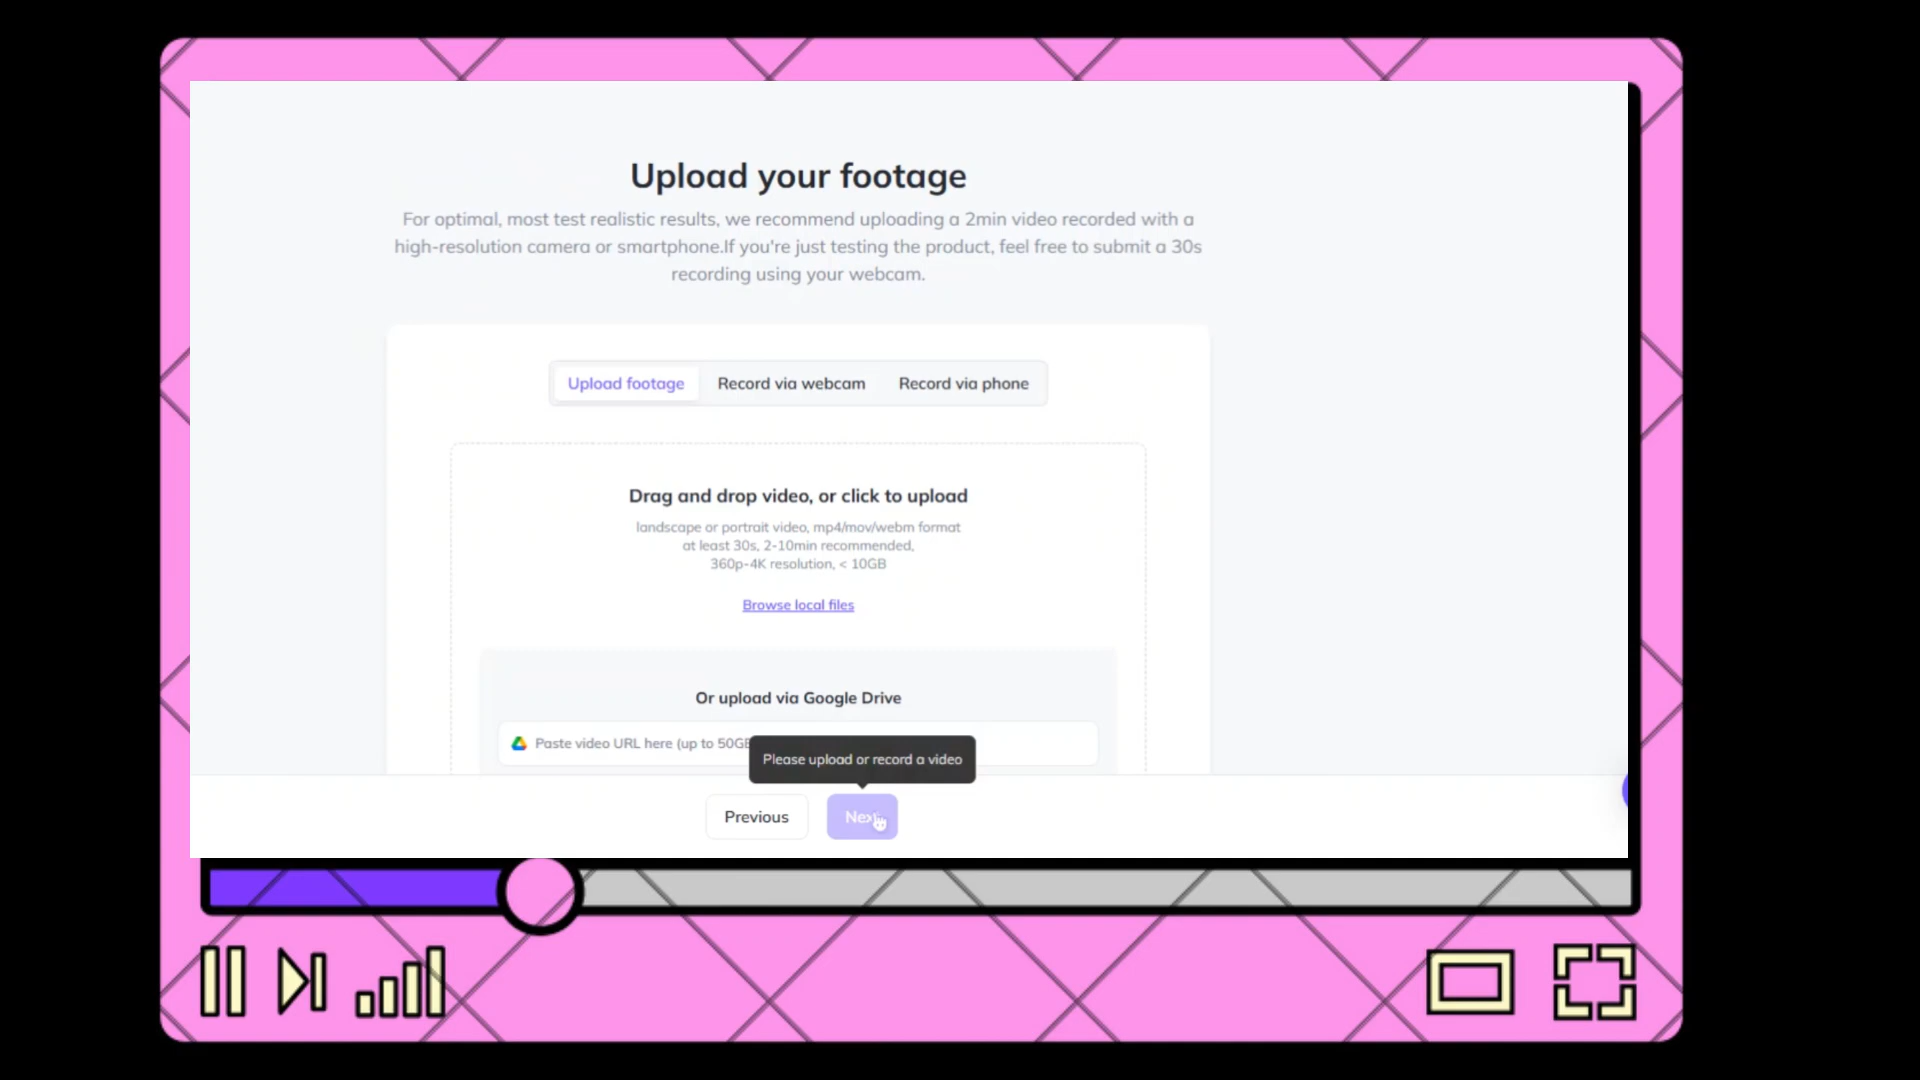 Upload your footage
For optimal, most test realistic results, we recommend uploading a 2min video recorded with a
high-resolution camera or smartphone.If you're just testing the product, feel free to submit a 30s
recording using your webcam.
Upload footage Record via webcam Record via phone
Drag and drop video, or click to upload
landscape or portrait video, mp4/mov/webm format
at least 30s, 2-10min recommended,
360p-4K resolution, < 10GB
Browse local files
Or upload via Google Drive
Paste video URL here (up to 50GB
Please upload or record a video
Previous Next